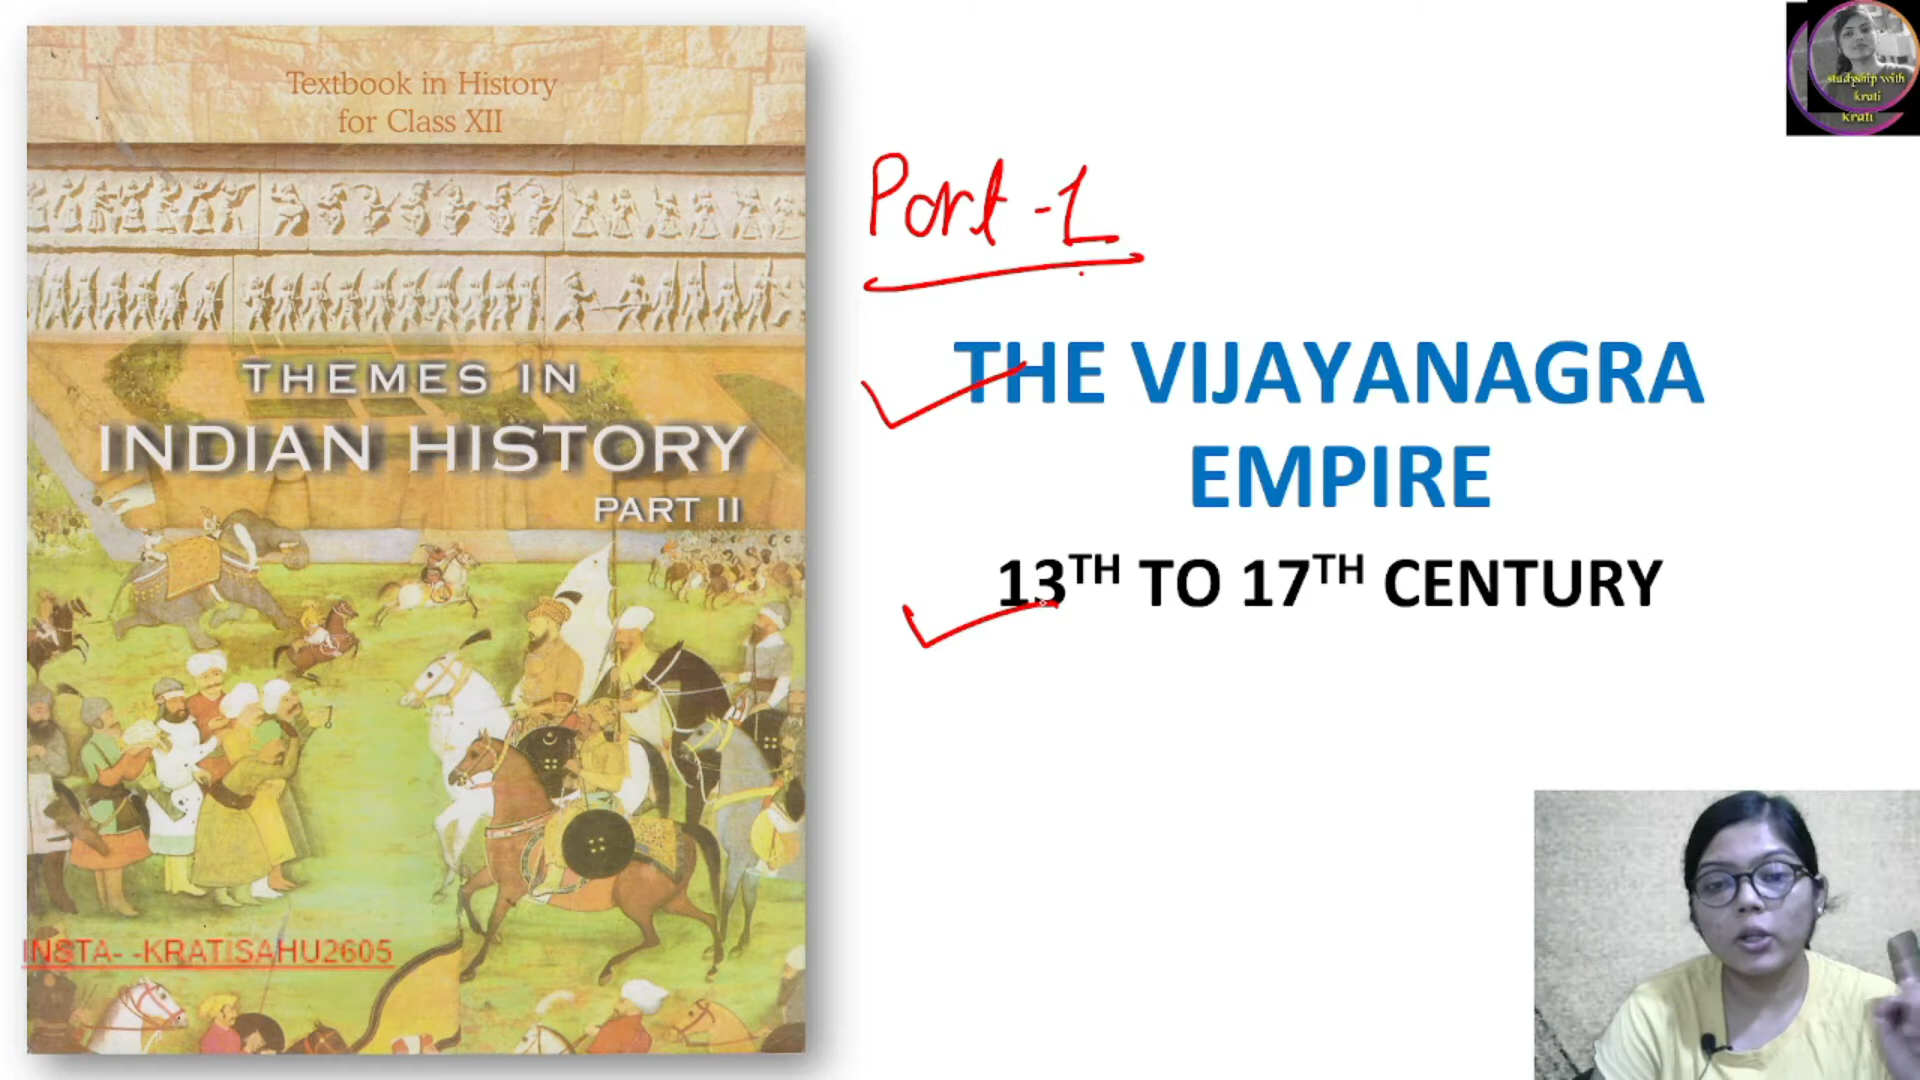 Textbook in History
for Class XII
THEMES IN
INDIAN HISTORY
PART II
INSTA- -KRATISAHU2605
Part -1
THE VIJAYANAGRA
EMPIRE
13TH TO 17TH CENTURY
studyship with
krati
krati